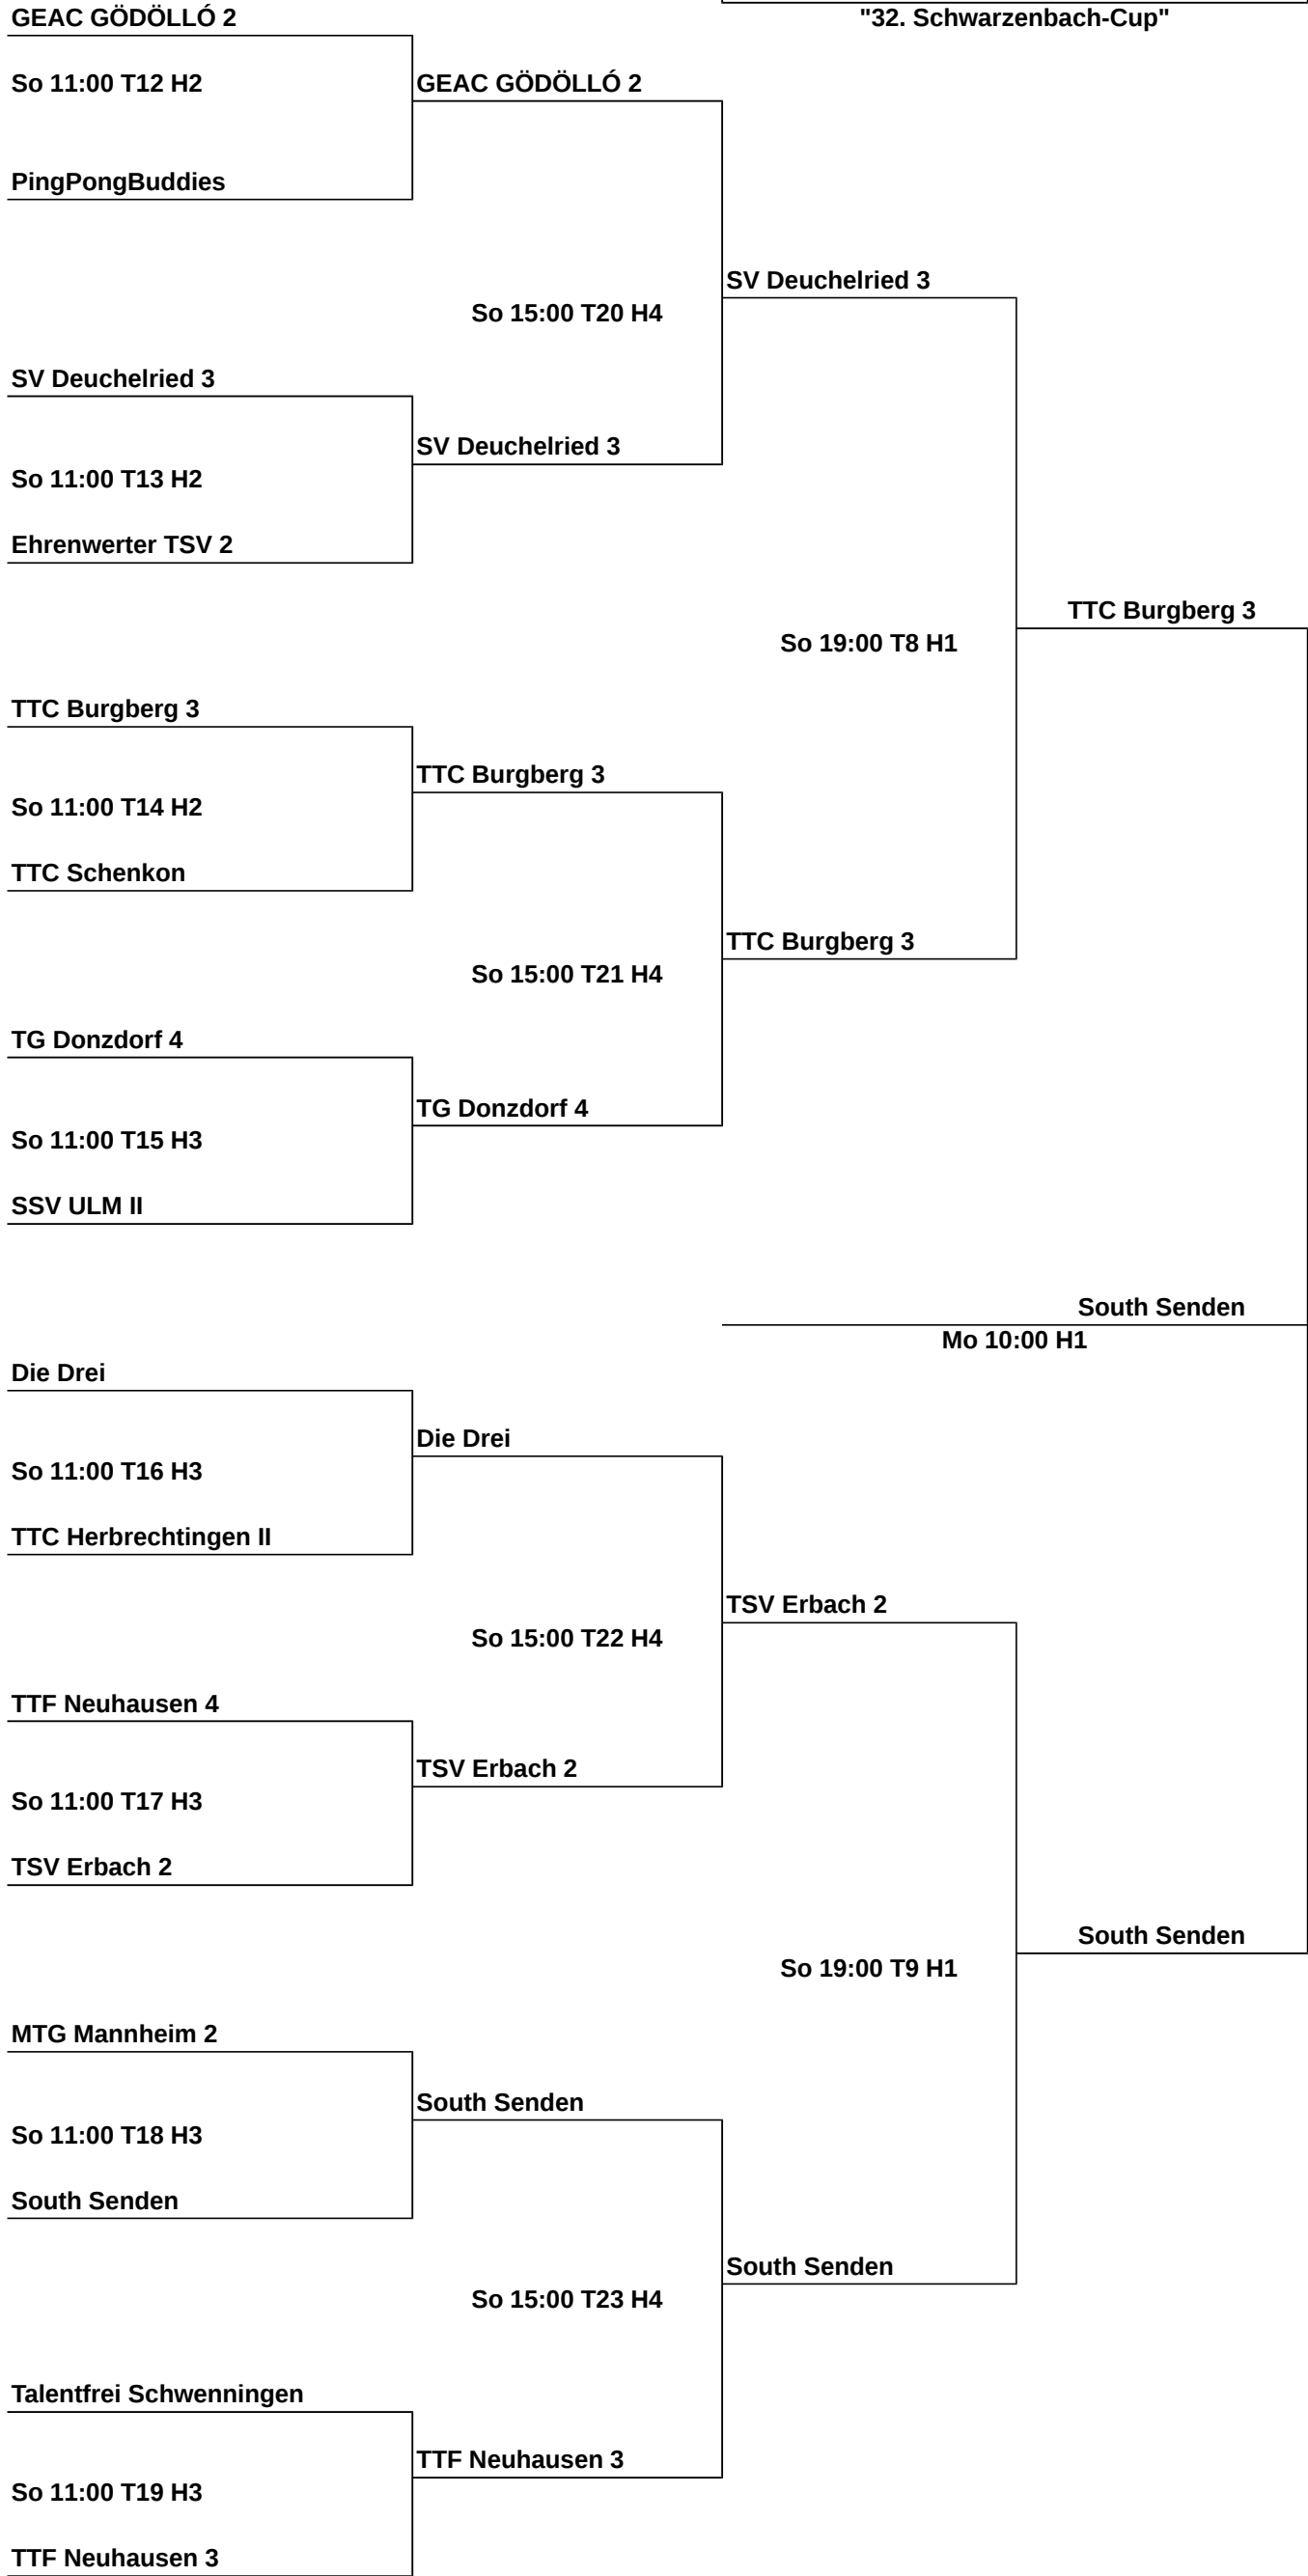 GEAC GÖDÖLLÓ 2
"32. Schwarzenbach-Cup"
So 11:00 T12 H2
GEAC GÖDÖLLÓ 2
PingPongBuddies
SV Deuchelried 3
So 15:00 T20 H4
SV Deuchelried 3
SV Deuchelried 3
So 11:00 T13 H2
Ehrenwerter TSV 2
TTC Burgberg 3
So 19:00 T8 H1
TTC Burgberg 3
TTC Burgberg 3
So 11:00 T14 H2
TTC Schenkon
TTC Burgberg 3
So 15:00 T21 H4
TG Donzdorf 4
TG Donzdorf 4
So 11:00 T15 H3
SSV ULM II
South Senden
Mo 10:00 H1
Die Drei
Die Drei
So 11:00 T16 H3
TTC Herbrechtingen II
TSV Erbach 2
So 15:00 T22 H4
TTF Neuhausen 4
TSV Erbach 2
So 11:00 T17 H3
TSV Erbach 2
South Senden
So 19:00 T9 H1
MTG Mannheim 2
South Senden
So 11:00 T18 H3
South Senden
South Senden
So 15:00 T23 H4
Talentfrei Schwenningen
TTF Neuhausen 3
So 11:00 T19 H3
TTF Neuhausen 3